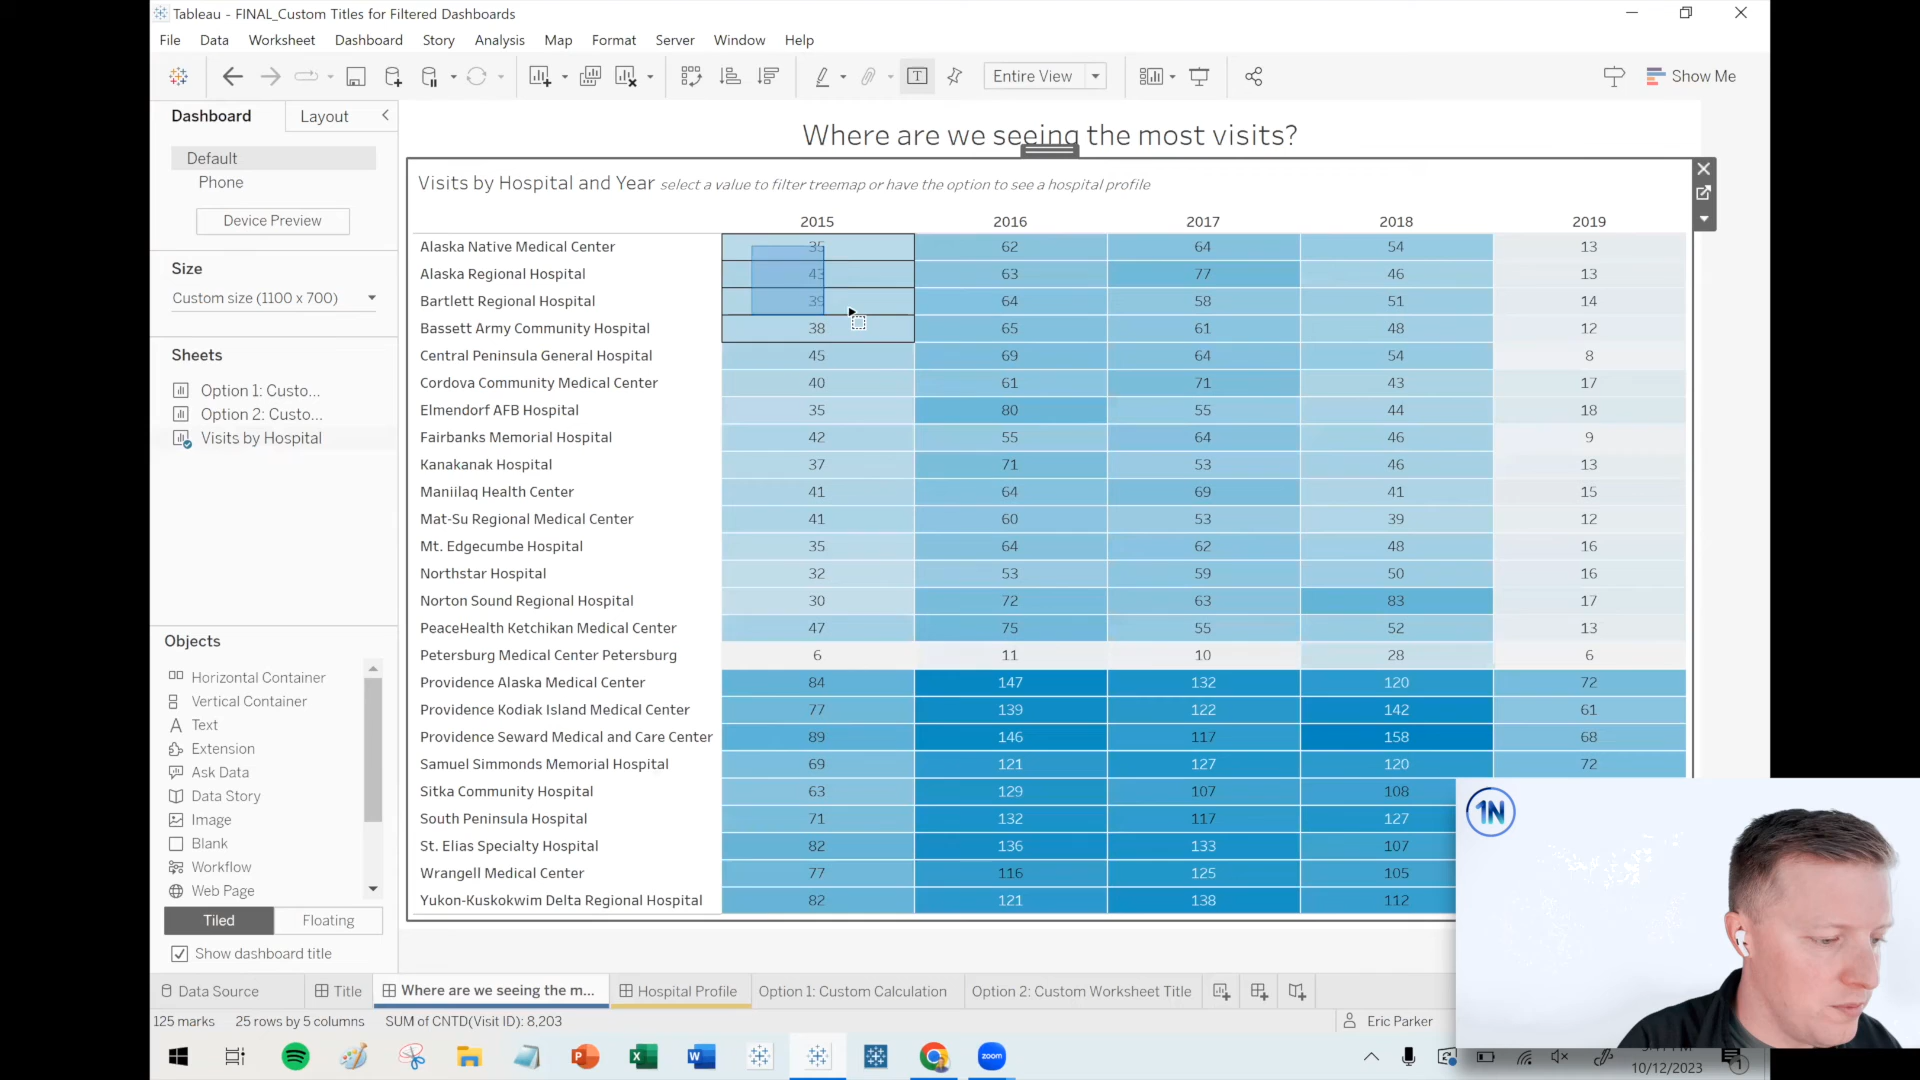 Tableau - FINAL_Custom Titles for Filtered Dashboards
File Data Worksheet Dashboard Story Analysis Map Format Server Window Help
Entire View
Show Me
Dashboard Layout
Default
Phone
Device Preview
Size
Custom size (1100 x 700)
Sheets
Option 1: Custo...
Option 2: Custo...
Visits by Hospital
Objects
Horizontal Container
Vertical Container
Text
Extension
Ask Data
Data Story
Image
Blank
Workflow
Web Page
Tiled Floating
Show dashboard title
Where are we seeing the most visits?
Visits by Hospital and Year select a value to filter treemap or have the option to see a hospital profile
2015 2016 2017 2018 2019
Alaska Native Medical Center 35 62 64 54 13
Alaska Regional Hospital 43 63 77 46 13
Bartlett Regional Hospital 39 64 58 51 14
Bassett Army Community Hospital 38 65 61 48 12
Central Peninsula General Hospital 45 69 64 54 8
Cordova Community Medical Center 40 61 71 43 17
Elmendorf AFB Hospital 35 80 55 44 18
Fairbanks Memorial Hospital 42 55 64 46 9
Kanakanak Hospital 37 71 53 46 13
Maniilaq Health Center 41 64 69 41 15
Mat-Su Regional Medical Center 41 60 53 39 12
Mt. Edgecumbe Hospital 35 64 62 48 16
Northstar Hospital 32 53 59 50 16
Norton Sound Regional Hospital 30 72 63 83 17
PeaceHealth Ketchikan Medical Center 47 75 55 52 13
Petersburg Medical Center Petersburg 6 11 10 28 6
Providence Alaska Medical Center 84 147 132 120 72
Providence Kodiak Island Medical Center 77 139 122 142 61
Providence Seward Medical and Care Center 89 146 117 158 68
Samuel Simmonds Memorial Hospital 69 121 127 120 72
Sitka Community Hospital 63 129 107 108
South Peninsula Hospital 71 132 117 127
St. Elias Specialty Hospital 82 136 133 107
Wrangell Medical Center 77 116 125 105
Yukon-Kuskokwim Delta Regional Hospital 82 121 138 112
1N
Data Source Title Where are we seeing the m... Hospital Profile Option 1: Custom Calculation Option 2: Custom Worksheet Title
125 marks 25 rows by 5 columns SUM of CNTD(Visit ID): 8,203
Eric Parker
zoom
10/12/2023
1